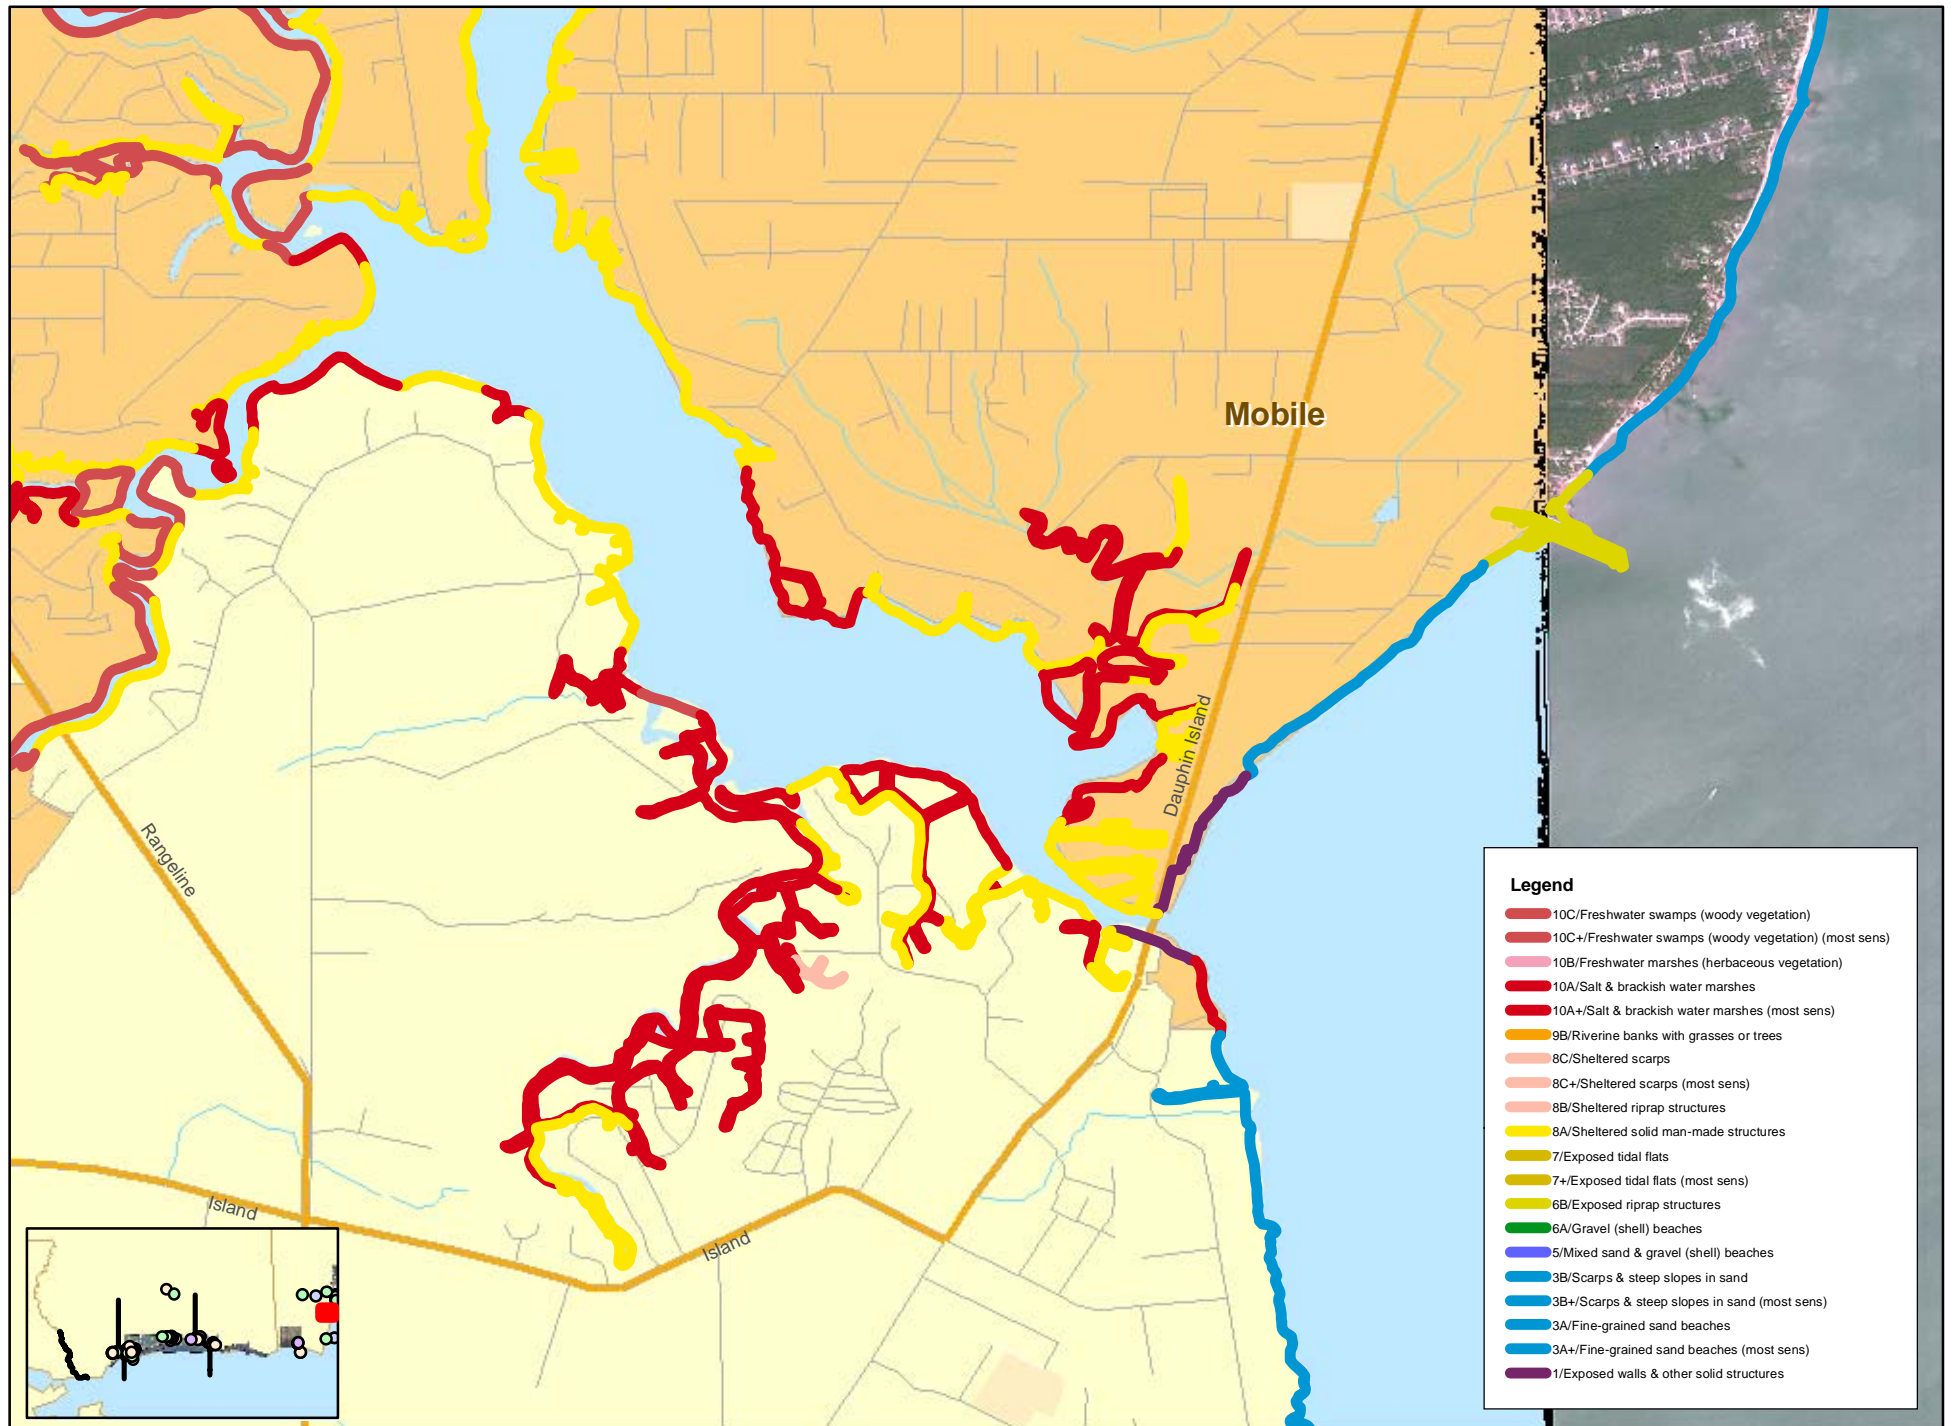 Mobile
Dauphin Island
Rangeline
Island
Island
Legend
10C/Freshwater swamps (woody vegetation)
10C+/Freshwater swamps (woody vegetation) (most sens)
10B/Freshwater marshes (herbaceous vegetation)
10A/Salt & brackish water marshes
10A+/Salt & brackish water marshes (most sens)
9B/Riverine banks with grasses or trees
8C/Sheltered scarps
8C+/Sheltered scarps (most sens)
8B/Sheltered riprap structures
8A/Sheltered solid man-made structures
7/Exposed tidal flats
7+/Exposed tidal flats (most sens)
6B/Exposed riprap structures
6A/Gravel (shell) beaches
5/Mixed sand & gravel (shell) beaches
3B/Scarps & steep slopes in sand
3B+/Scarps & steep slopes in sand (most sens)
3A/Fine-grained sand beaches
3A+/Fine-grained sand beaches (most sens)
1/Exposed walls & other solid structures